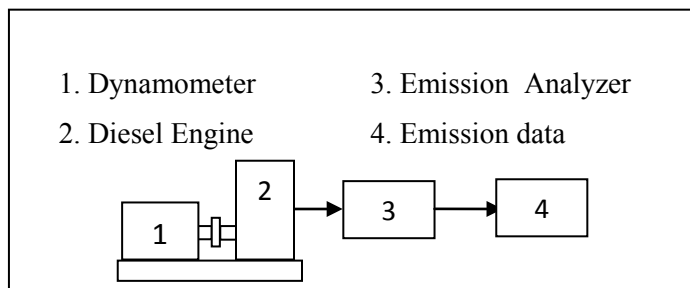 1. Dynamometer
2. Diesel Engine
3. Emission Analyzer
4. Emission data
1
2
3
4